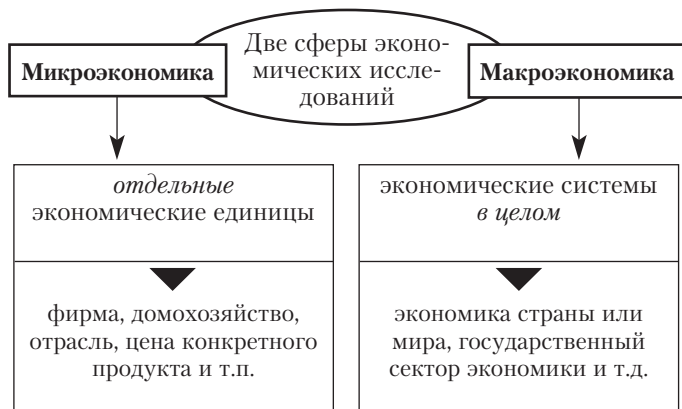 Две сферы эконо-
мических иссле-
дований
Микроэкономика
Макроэкономика
отдельные
экономические единицы
экономические системы
в целом
фирма, домохозяйство,
отрасль, цена конкретного
продукта и т.п.
экономика страны или
мира, государственный
сектор экономики и т.д.